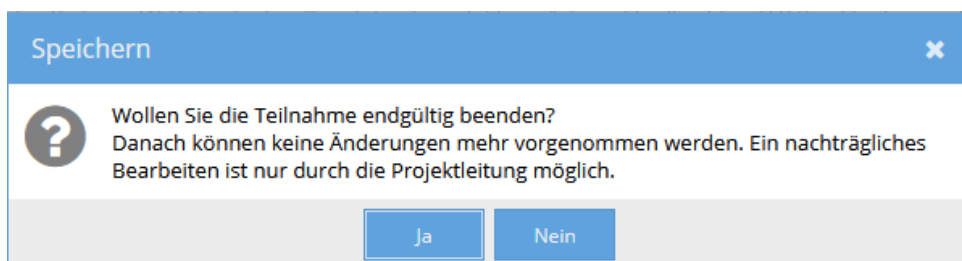 Speichern
Wollen Sie die Teilnahme endgültig beenden?
Danach können keine Änderungen mehr vorgenommen werden. Ein nachträgliches
Bearbeiten ist nur durch die Projektleitung möglich.
Ja
Nein